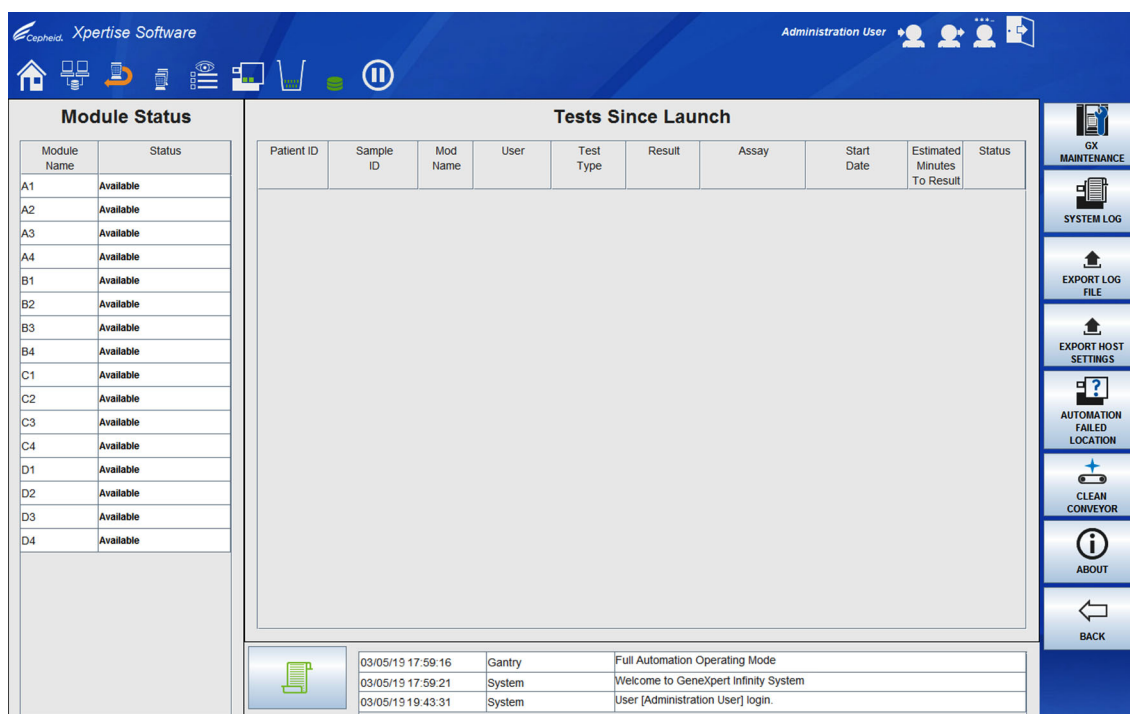 Cepheid. Xpertise Software
Administration User
Module Status
Module Name Status
A1 Available
A2 Available
A3 Available
A4 Available
B1 Available
B2 Available
B3 Available
B4 Available
C1 Available
C2 Available
C3 Available
C4 Available
D1 Available
D2 Available
D3 Available
D4 Available
Tests Since Launch
Patient ID Sample ID Mod Name User Test Type Result Assay Start Date Estimated Minutes To Result Status
03/05/19 17:59:16 Gantry Full Automation Operating Mode
03/05/19 17:59:21 System Welcome to GeneXpert Infinity System
03/05/19 19:43:31 System User [Administration User] login.
GX
MAINTENANCE
SYSTEM LOG
EXPORT LOG
FILE
EXPORT HOST
SETTINGS
AUTOMATION
FAILED
LOCATION
CLEAN
CONVEYOR
ABOUT
BACK